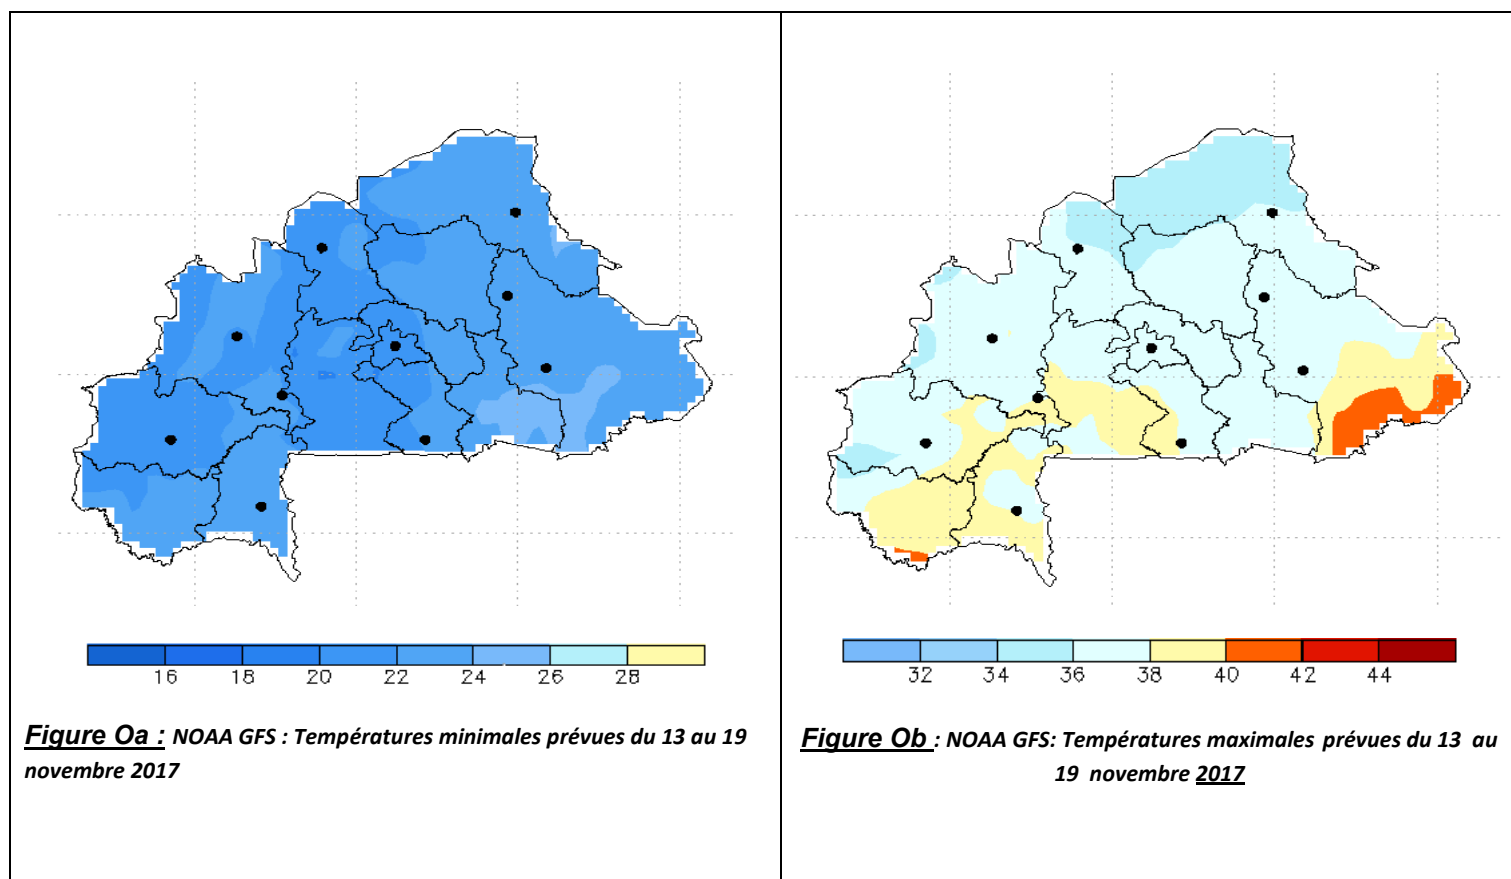 16 18 20 22 24 26 28
Figure Oa : NOAA GFS : Températures minimales prévues du 13 au 19
novembre 2017
32 34 36 38 40 42 44
Figure Ob : NOAA GFS: Températures maximales prévues du 13 au
19 novembre 2017